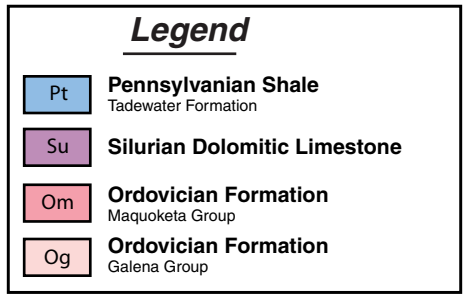 Legend
Pt
Pennsylvanian Shale
Tadewater Formation
Su
Silurian Dolomitic Limestone
Om
Ordovician Formation
Maquoketa Group
Og
Ordovician Formation
Galena Group